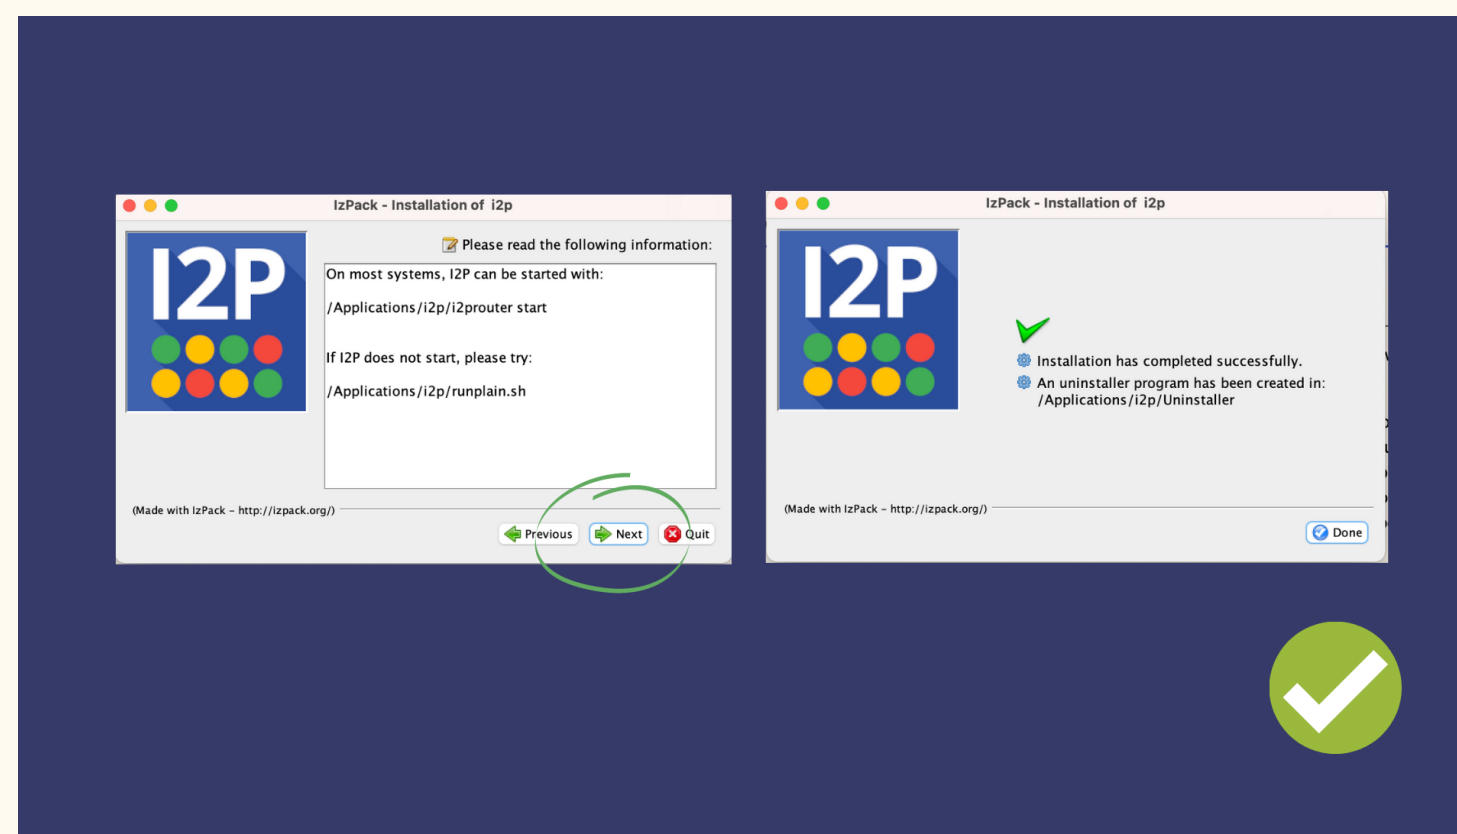 IzPack - Installation of i2p
I2P
Please read the following information:
On most systems, I2P can be started with:
/Applications/i2p/i2prouter start
If I2P does not start, please try:
/Applications/i2p/runplain.sh
(Made with IzPack - http://izpack.org/)
Previous
Next
Quit
IzPack - Installation of i2p
I2P
Installation has completed successfully.
An uninstaller program has been created in:
/Applications/i2p/Uninstaller
(Made with IzPack - http://izpack.org/)
Done